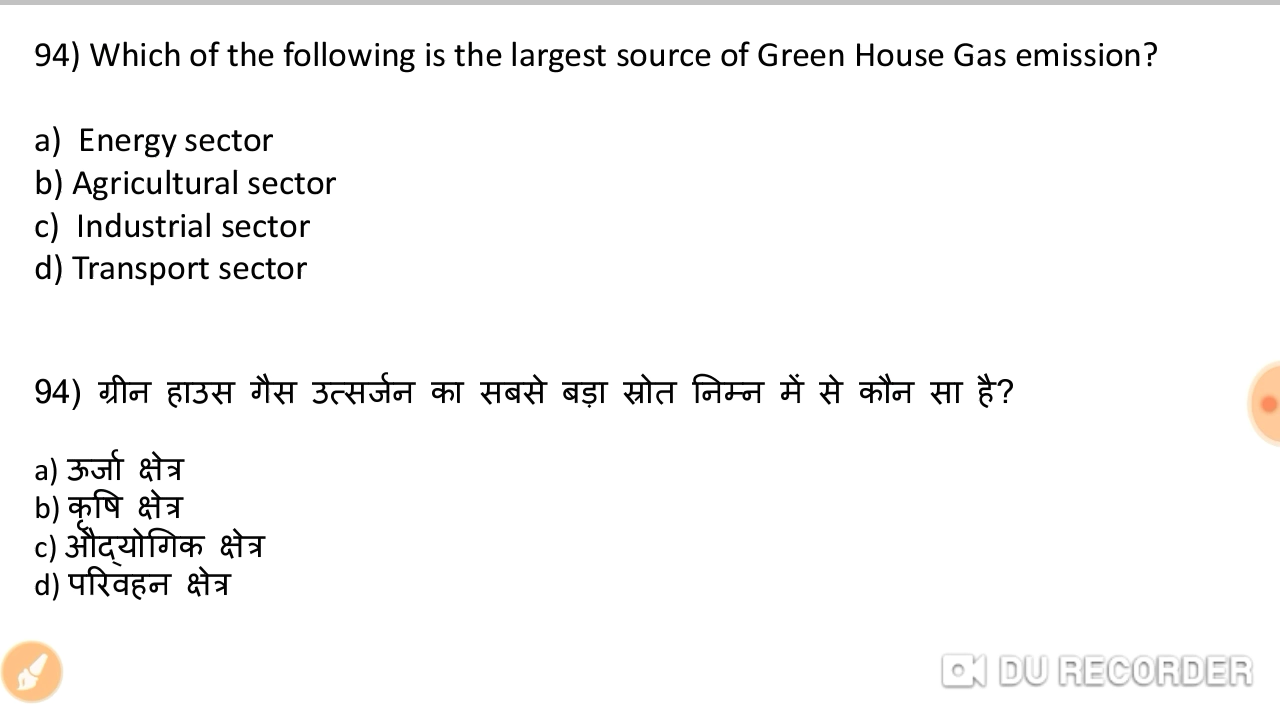 94) Which of the following is the largest source of Green House Gas emission?
a) Energy sector
b) Agricultural sector
c) Industrial sector
d) Transport sector
94) ग्रीन हाउस गैस उत्सर्जन का सबसे बड़ा स्रोत निम्न में से कौन सा है?
a) ऊर्जा क्षेत्र
b) कृषि क्षेत्र
c) औद्योगिक क्षेत्र
d) परिवहन क्षेत्र
DU RECORDER